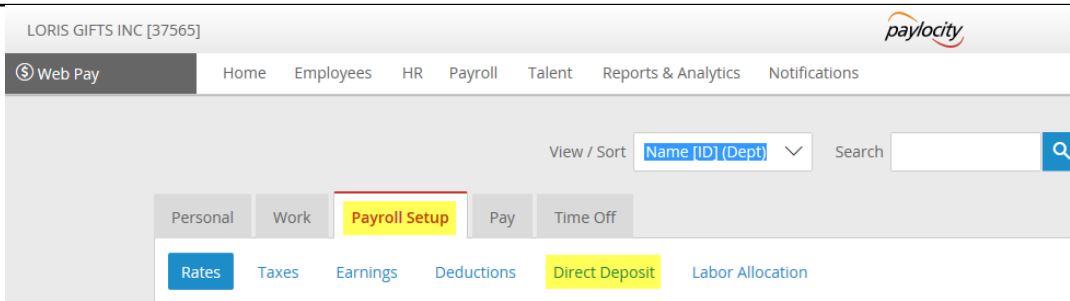 LORIS GIFTS INC [37565]
paylocity
Web Pay Home Employees HR Payroll Talent Reports & Analytics Notifications
View / Sort Name [ID] (Dept) Search
Personal Work Payroll Setup Pay Time Off
Rates Taxes Earnings Deductions Direct Deposit Labor Allocation